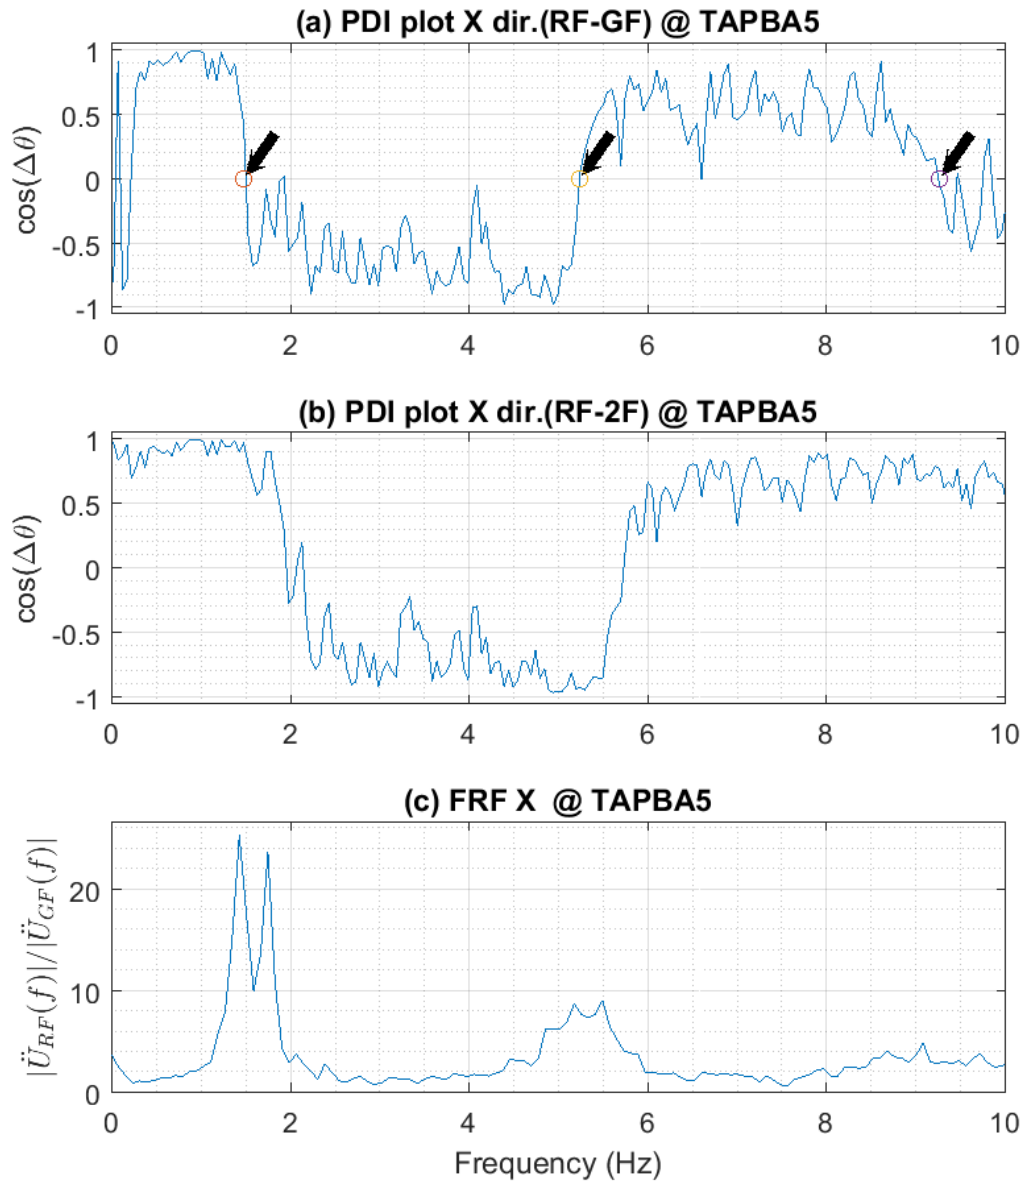 (a) PDI plot X dir.(RF-GF) @ TAPBA5
cos(Δθ)
1
0.5
0
-0.5
-1
0 2 4 6 8 10
(b) PDI plot X dir.(RF-2F) @ TAPBA5
cos(Δθ)
1
0.5
0
-0.5
-1
0 2 4 6 8 10
(c) FRF X @ TAPBA5
|Ü_RF(f)|/|Ü_GF(f)|
20
10
0
0 2 4 6 8 10
Frequency (Hz)